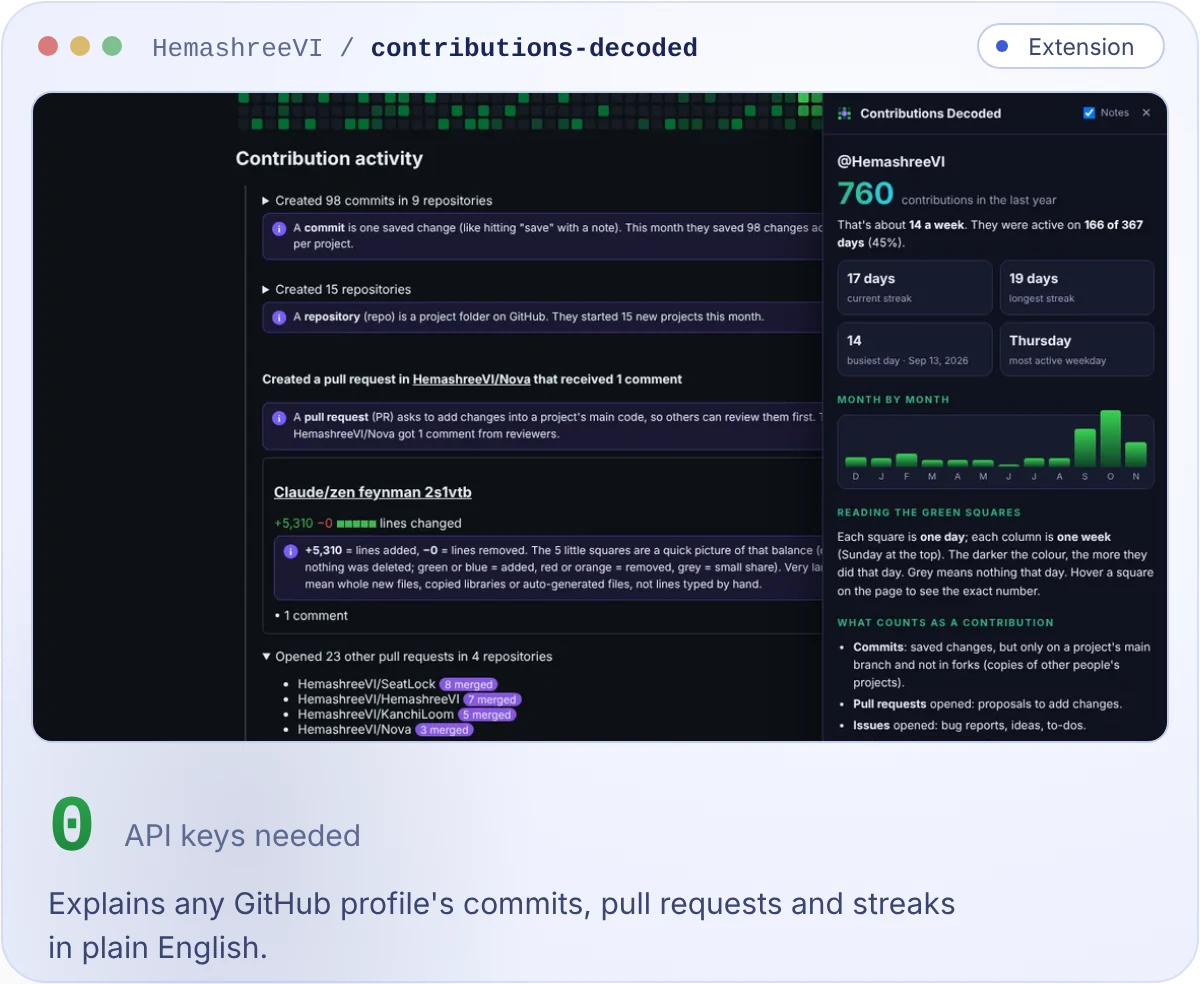 HemashreeVI / contributions-decoded
Extension
Contribution activity
Created 98 commits in 9 repositories
A commit is one saved change (like hitting "save" with a note). This month they saved 98 changes
per project.
Created 15 repositories
A repository (repo) is a project folder on GitHub. They started 15 new projects this month.
Created a pull request in HemashreeVI/Nova that received 1 comment
A pull request (PR) asks to add changes into a project's main code, so others can review them first.
HemashreeVI/Nova got 1 comment from reviewers.
Claude/zen feynman 2s1vtb
+5,310 −0 lines changed
+5,310 = lines added, −0 = lines removed. The 5 little squares are a quick picture of that balance
nothing was deleted; green or blue = added, red or orange = removed, grey = small share). Very
mean whole new files, copied libraries or auto-generated files, not lines typed by hand.
• 1 comment
Opened 23 other pull requests in 4 repositories
• HemashreeVI/SeatLock 8 merged
• HemashreeVI/HemashreeVI 7 merged
• HemashreeVI/KanchiLoom 5 merged
• HemashreeVI/Nova 3 merged
Contributions Decoded
Notes ×
@HemashreeVI
760 contributions in the last year
That's about 14 a week. They were active on 166 of 367
days (45%).
17 days
current streak
19 days
longest streak
14
busiest day · Sep 13, 2026
Thursday
most active weekday
MONTH BY MONTH
D J F M A M J J A S O N
READING THE GREEN SQUARES
Each square is one day; each column is one week
(Sunday at the top). The darker the colour, the more they
did that day. Grey means nothing that day. Hover a square
on the page to see the exact number.
WHAT COUNTS AS A CONTRIBUTION
• Commits: saved changes, but only on a project's main
branch and not in forks (copies of other people's
projects).
• Pull requests opened: proposals to add changes.
• Issues opened: bug reports, ideas, to-dos.
0 API keys needed
Explains any GitHub profile's commits, pull requests and streaks
in plain English.